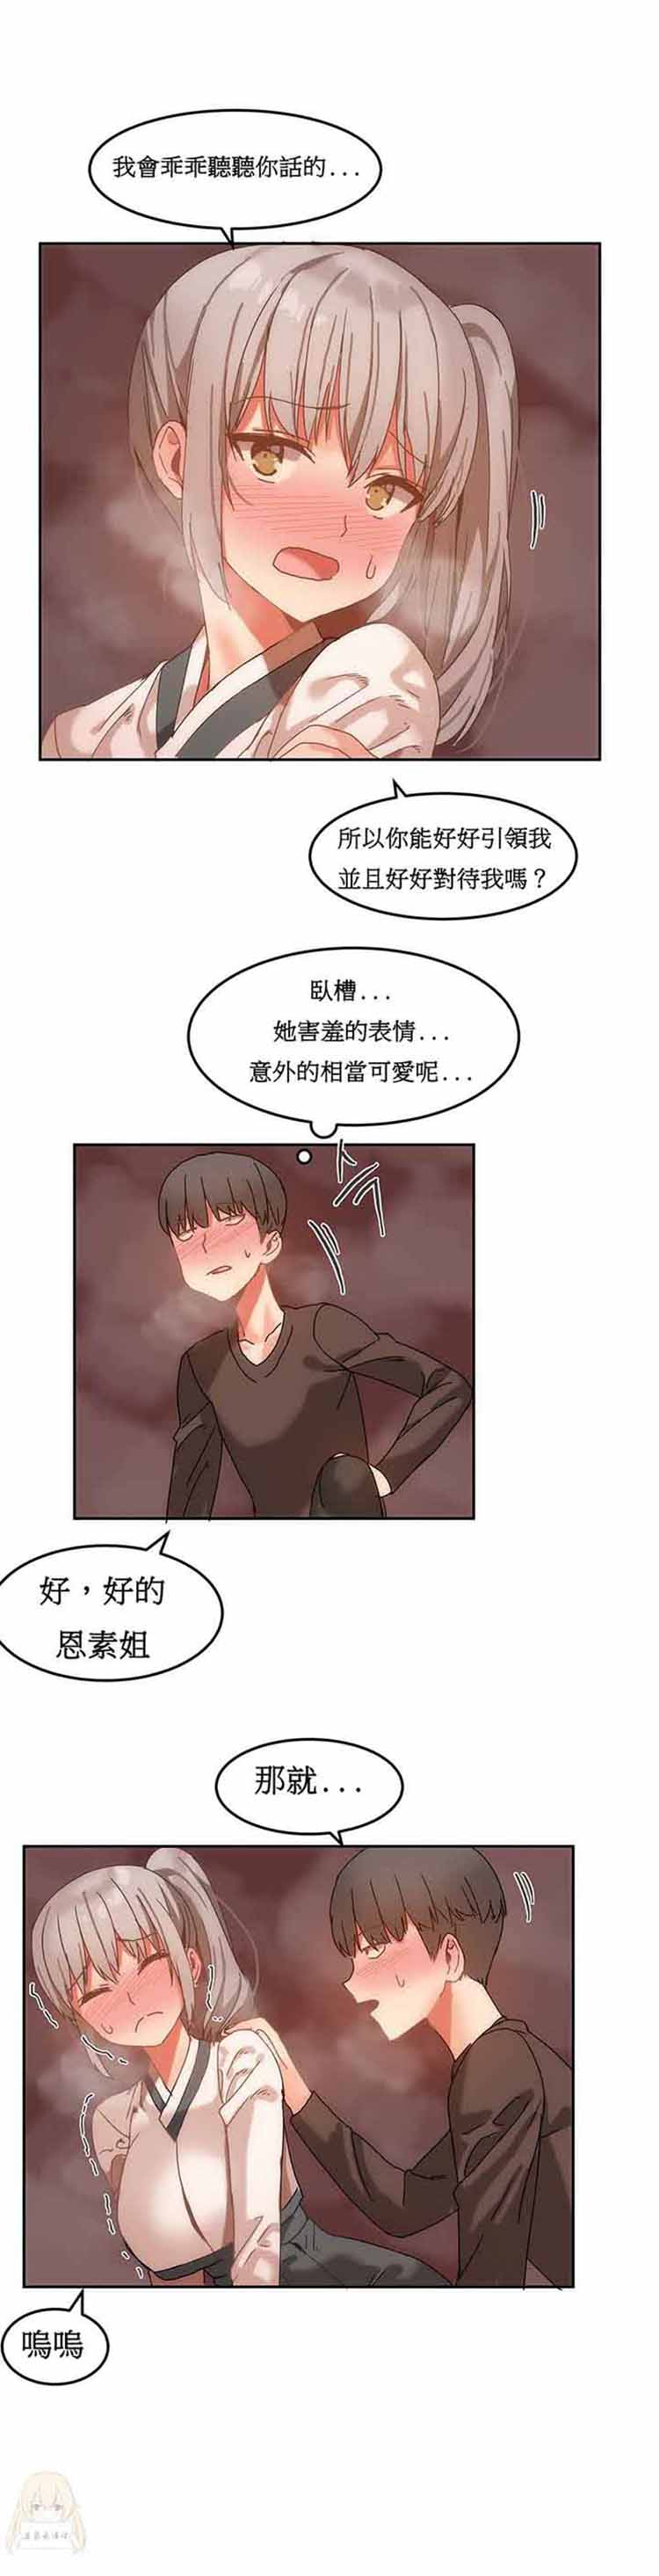 我會乖乖聽聽你話的...
所以你能好好引領我
並且好好對待我嗎？
臥槽...
她害羞的表情...
意外的相當可愛呢...
好，好的
恩素姐
那就...
嗚嗚